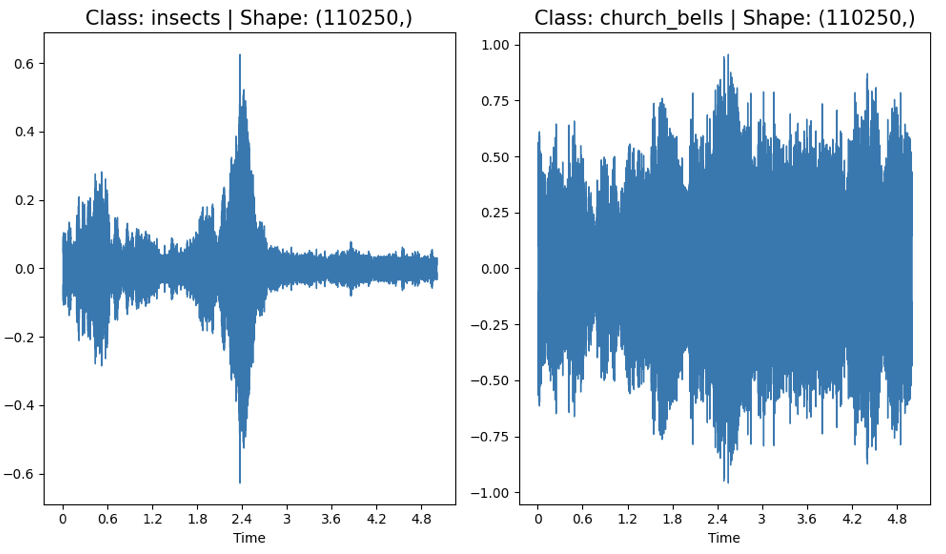 Class: insects | Shape: (110250,)
0.6
0.4
0.2
0.0
−0.2
−0.4
−0.6
0 0.6 1.2 1.8 2.4 3 3.6 4.2 4.8
Time
Class: church_bells | Shape: (110250,)
1.00
0.75
0.50
0.25
0.00
−0.25
−0.50
−0.75
−1.00
0 0.6 1.2 1.8 2.4 3 3.6 4.2 4.8
Time